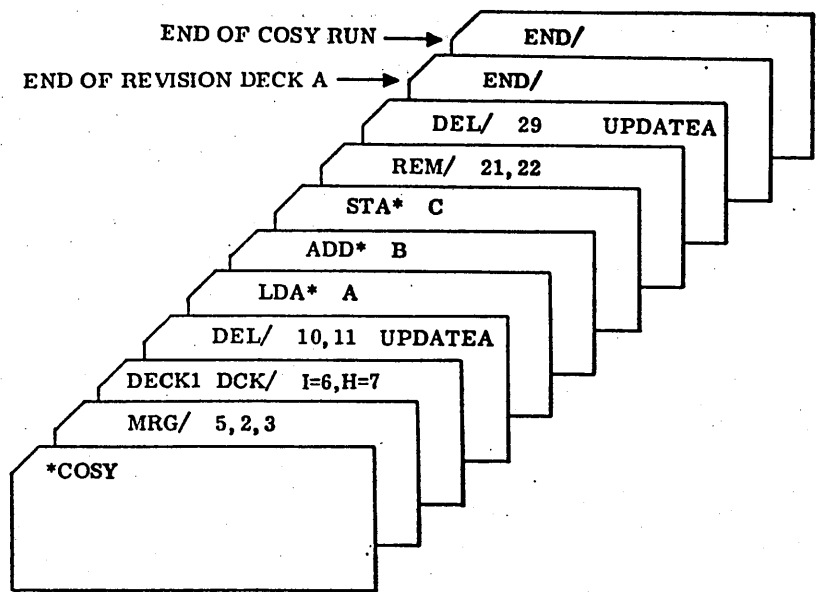 END OF COSY RUN
END/
END OF REVISION DECK A
END/
DEL/ 29 UPDATEA
REM/ 21,22
STA* C
ADD* B
LDA* A
DEL/ 10,11 UPDATEA
DECK1 DCK/ I=6,H=7
MRG/ 5,2,3
*COSY